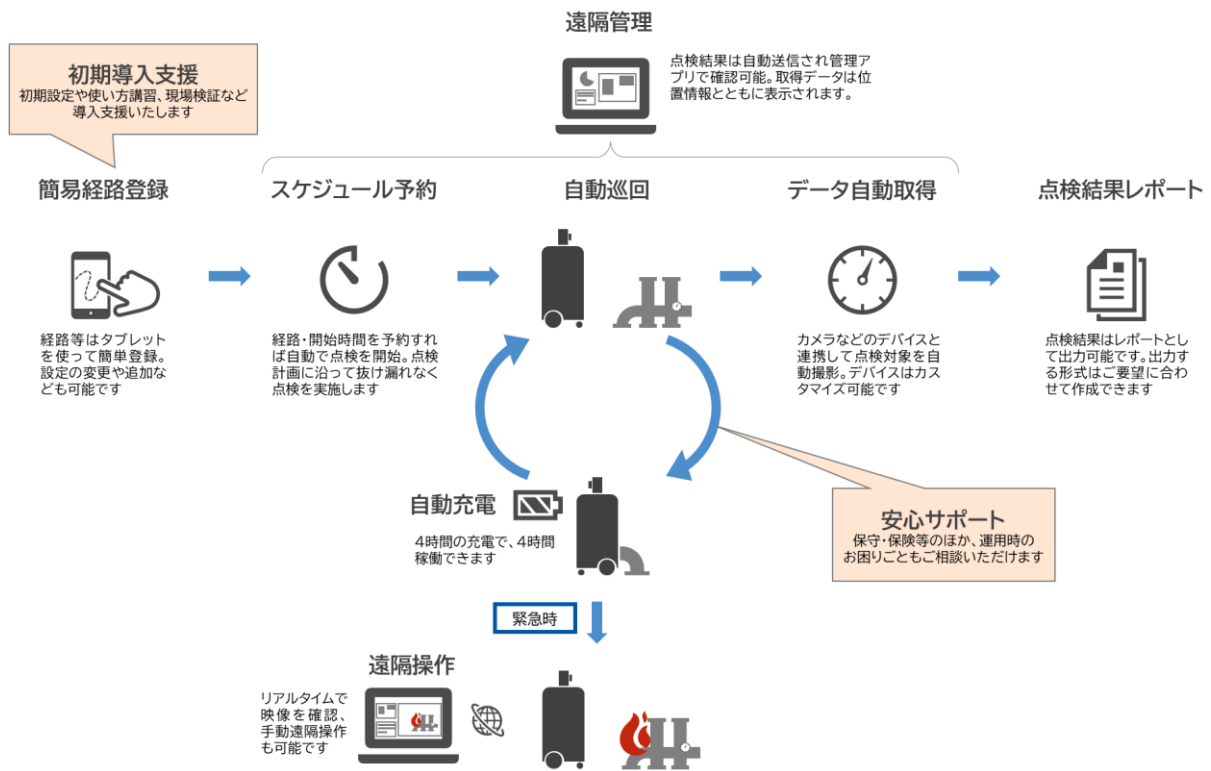 遠隔管理
点検結果は自動送信され管理ア
プリで確認可能。取得データは位
置情報とともに表示されます。
初期導入支援
初期設定や使い方講習、現場検証など
導入支援いたします
簡易経路登録
経路等はタブレット
を使って簡単登録。
設定の変更や追加な
ども可能です
スケジュール予約
経路・開始時間を予約すれ
ば自動で点検を開始。点検
計画に沿って抜け漏れなく
点検を実施します
自動巡回
データ自動取得
カメラなどのデバイスと
連携して点検対象を自
動撮影。デバイスはカス
タマイズ可能です
点検結果レポート
点検結果はレポートとし
て出力可能です。出力す
る形式はご要望に合わ
せて作成できます
自動充電
4時間の充電で、4時間
稼働できます
安心サポート
保守・保険等のほか、運用時の
お困りごともご相談いただけます
緊急時
遠隔操作
リアルタイムで
映像を確認、
手動遠隔操作
も可能です